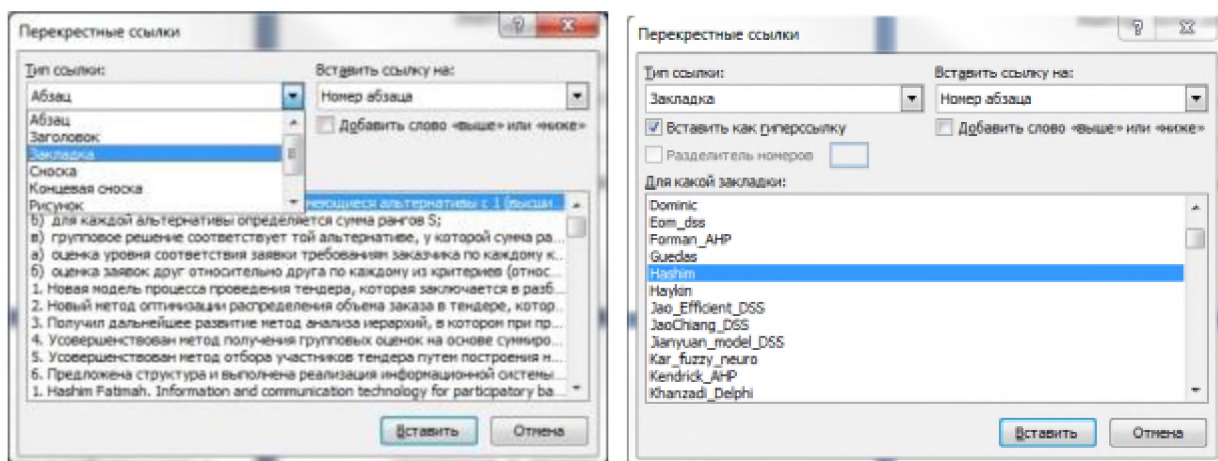 Перекрестные ссылки
Тип ссылки:
Вставить ссылку на:
Абзац
Номер абзаца
Абзац
Заголовок
Закладка
Сноска
Концевая сноска
Рисунок
Добавить слово «выше» или «ниже»
альтернативы с 1 (высши
б) для каждой альтернативы определяется сумма рангов S;
в) групповое решение соответствует той альтернативе, у которой сумма ра...
а) оценка уровня соответствия заявки требованиям заказчика по каждому к...
б) оценка заявок друг относительно друга по каждому из критериев (относ...
1. Новая модель процесса проведения тендера, которая заключается в разб...
2. Новый метод оптимизации распределения объема заказа в тендере, котор...
3. Получил дальнейшее развитие метод анализа иерархий, в котором при пр...
4. Усовершенствован метод получения групповых оценок на основе суммиро...
5. Усовершенствован метод отбора участников тендера путем построения н...
6. Предложена структура и выполнена реализация информационной системы...
1. Hashim Fatimah. Information and communication technology for participatory ba...
Вставить
Отмена
Перекрестные ссылки
Тип ссылки:
Вставить ссылку на:
Закладка
Номер абзаца
Вставить как гиперссылку
Добавить слово «выше» или «ниже»
Разделитель номеров
Для какой закладки:
Dominic
Eom_dss
Forman_AHP
Guedas
Hashim
Haykin
Jao_Efficient_DSS
JaoChiang_DSS
Jianyuan_model_DSS
Kar_fuzzy_neuro
Kendrick_AHP
Khanzadi_Delphi
Вставить
Отмена